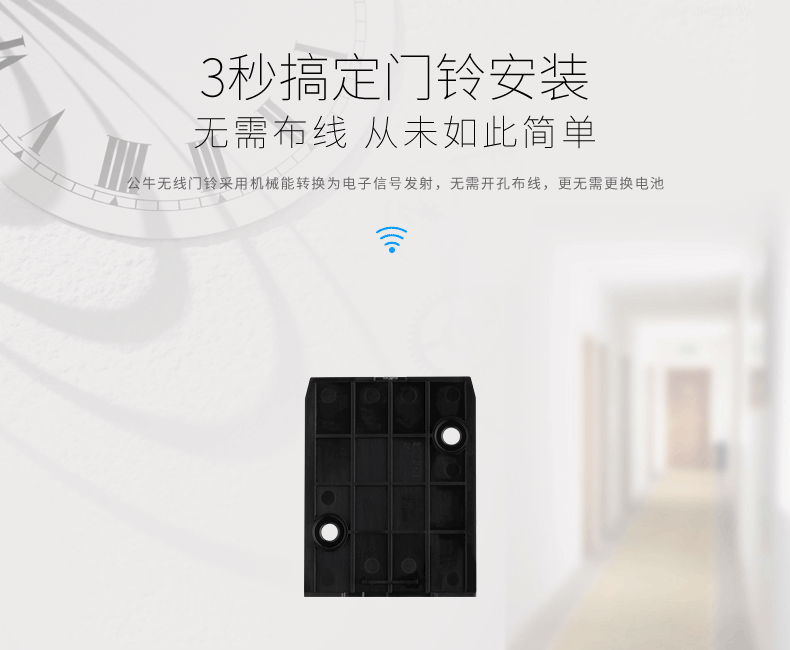 3秒搞定门铃安装
无需布线 从未如此简单
公牛无线门铃采用机械能转换为电子信号发射，无需开孔布线，更无需更换电池